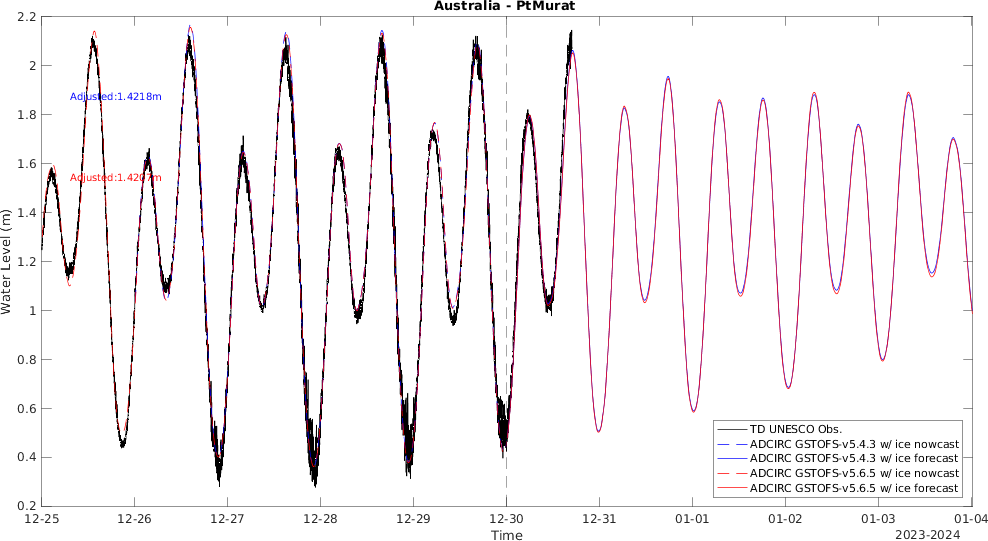 Australia - PtMurat
2.2
2
1.8
1.6
1.4
1.2
1
0.8
0.6
0.4
0.2
Water Level (m)
Adjusted:1.4218m
Adjusted:1.4207m
TD UNESCO Obs.
ADCIRC GSTOFS-v5.4.3 w/ ice nowcast
ADCIRC GSTOFS-v5.4.3 w/ ice forecast
ADCIRC GSTOFS-v5.6.5 w/ ice nowcast
ADCIRC GSTOFS-v5.6.5 w/ ice forecast
12-25 12-26 12-27 12-28 12-29 12-30 12-31 01-01 01-02 01-03 01-04
Time
2023-2024